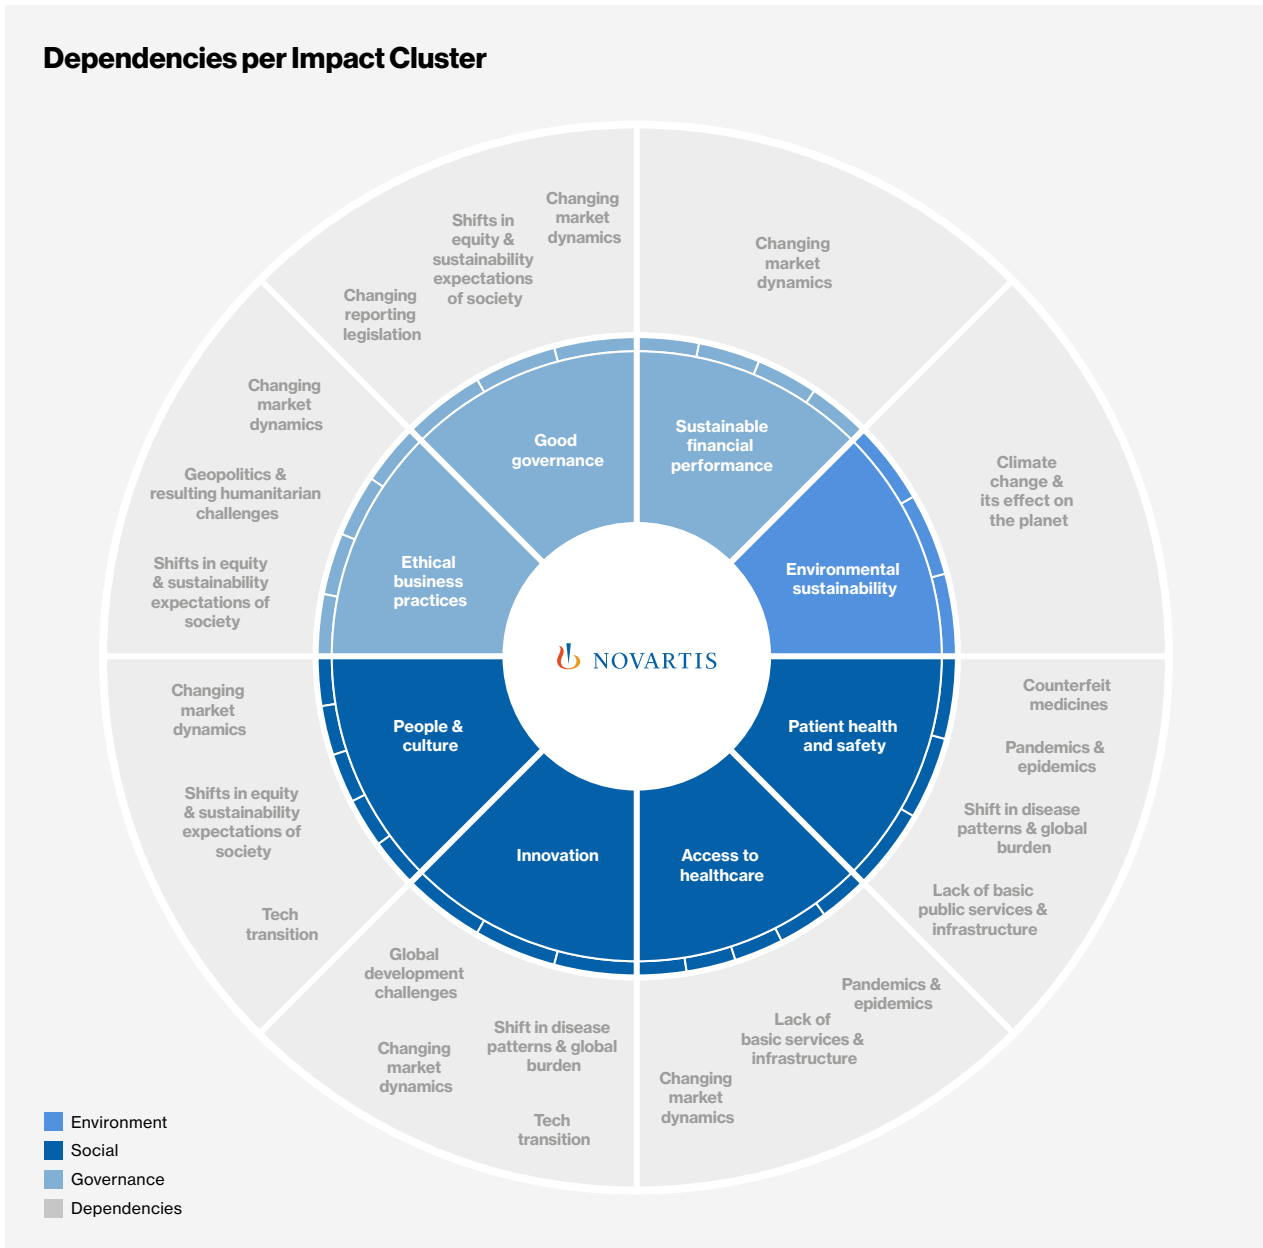 Dependencies per Impact Cluster
Changing
market
dynamics
Shifts in
equity &
sustainability
expectations
of society
Changing
reporting
legislation
Changing
market
dynamics
Changing
market
dynamics
Geopolitics &
resulting humanitarian
challenges
Shifts in equity
& sustainability
expectations of
society
Climate
change &
its effect on
the planet
Good
governance
Sustainable
financial
performance
Ethical
business
practices
Environmental
sustainability
NOVARTIS
People &
culture
Patient health
and safety
Innovation
Access to
healthcare
Changing
market
dynamics
Shifts in equity
& sustainability
expectations of
society
Tech
transition
Counterfeit
medicines
Pandemics &
epidemics
Shift in disease
patterns & global
burden
Lack of basic
public services &
infrastructure
Global
development
challenges
Changing
market
dynamics
Shift in disease
patterns & global
burden
Tech
transition
Pandemics &
epidemics
Lack of
basic services &
infrastructure
Changing
market
dynamics
Environment
Social
Governance
Dependencies